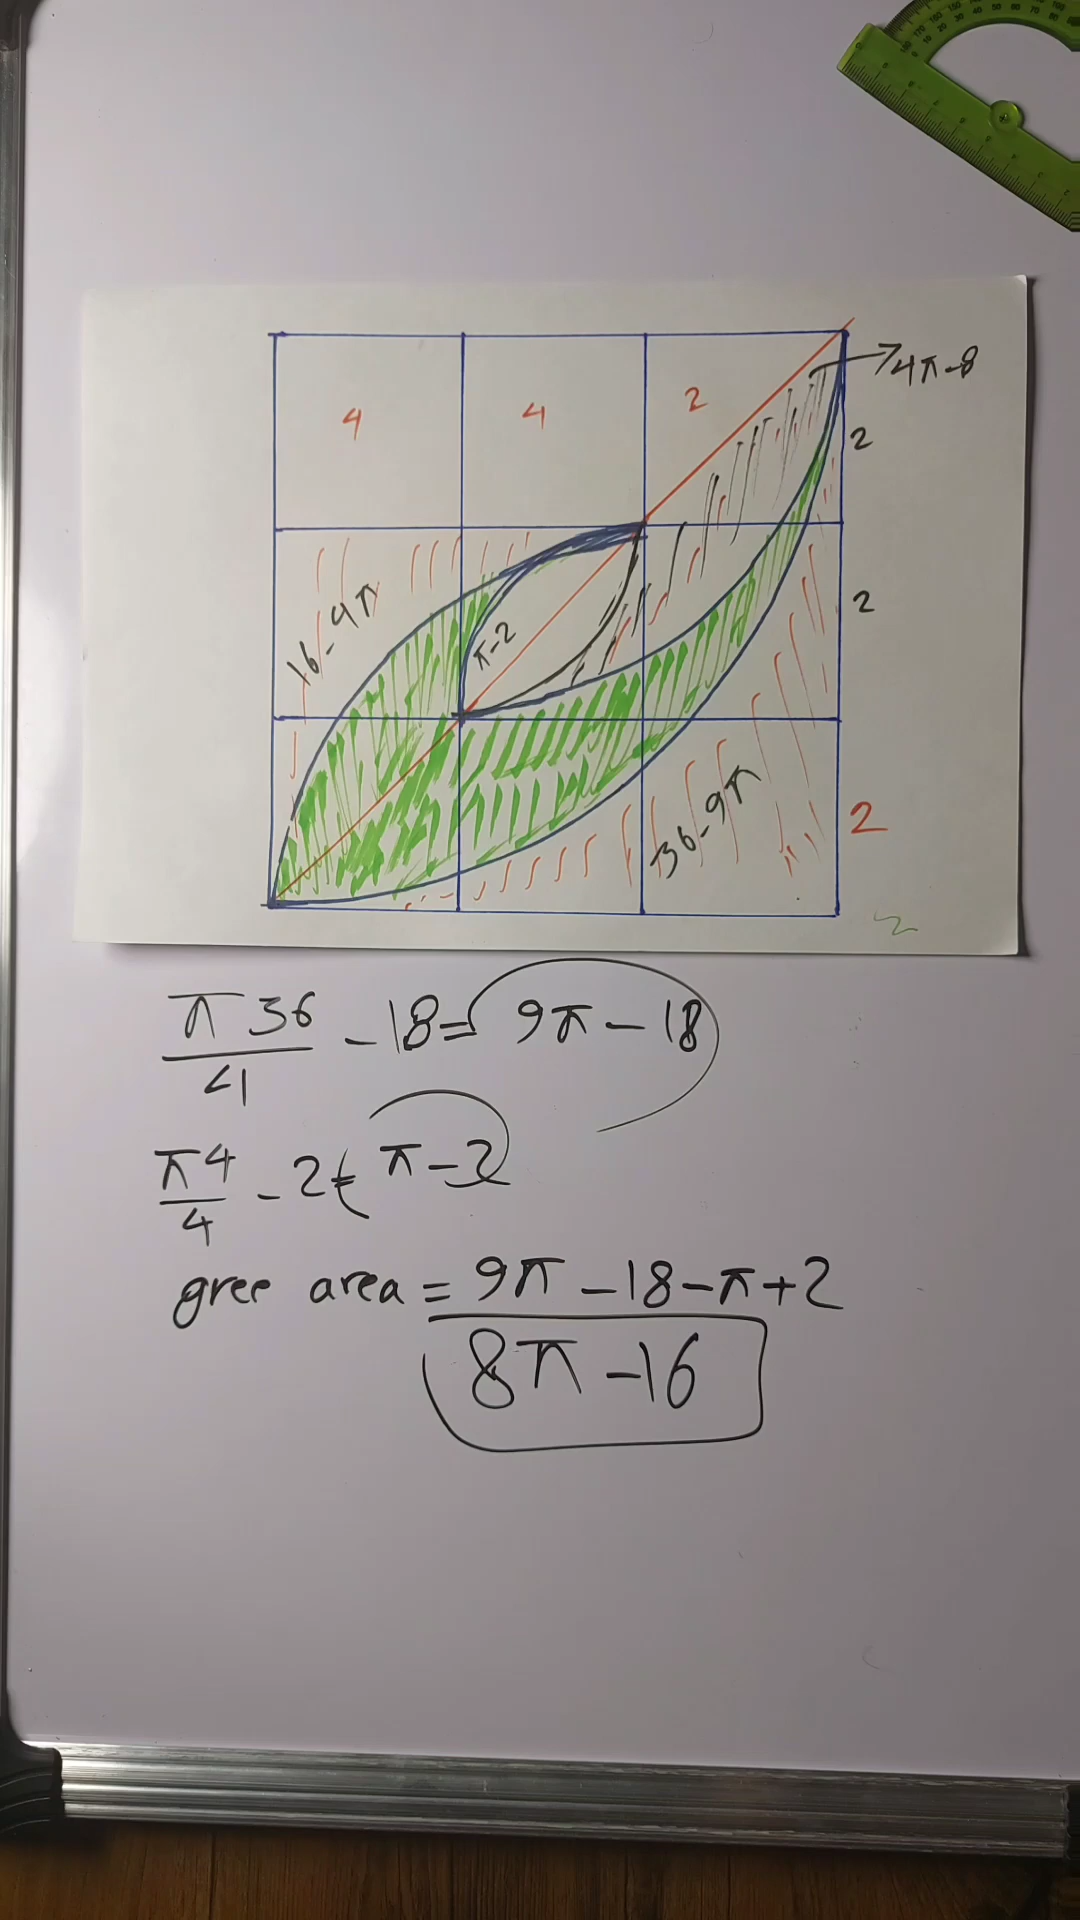 4 4 2
4π-8
2
16-4π
π-2
2
36-9π
2
π36/4 - 18 = 9π - 18
π4/4 - 2 = π - 2
gree area = 9π - 18 - π + 2
8π - 16